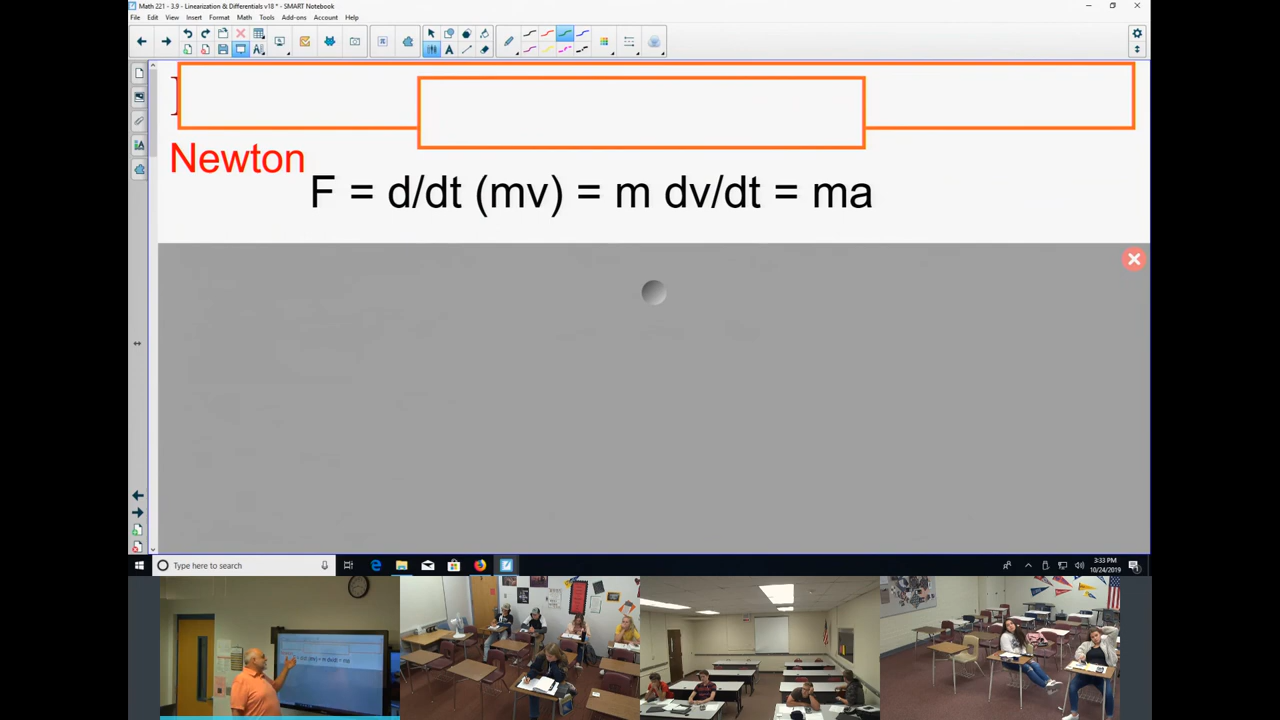 Math 221 - 3.9 - Linearization & Differentials v18 * - SMART Notebook
File Edit View Insert Format Math Tools Add-ons Account Help
Newton
F = d/dt (mv) = m dv/dt = ma
Type here to search
3:33 PM
10/24/2019